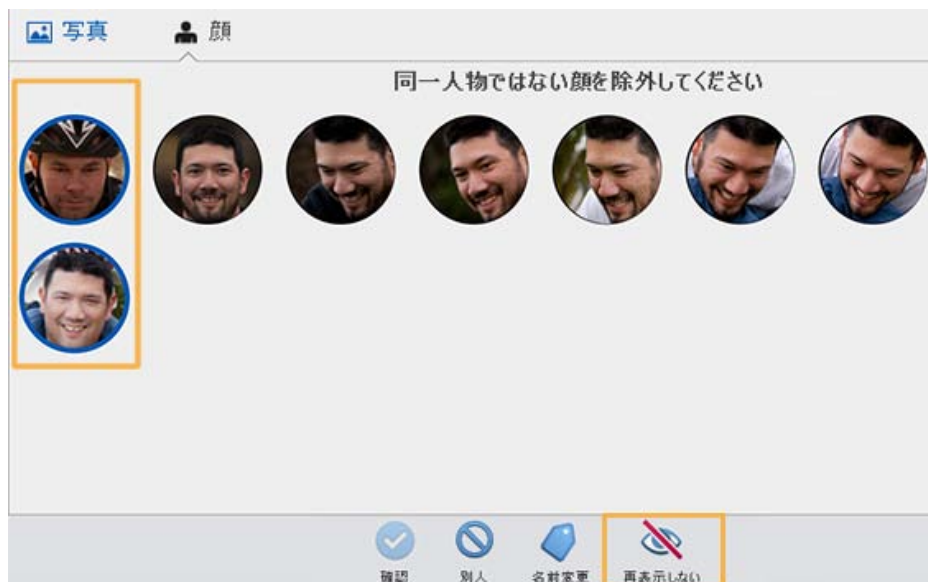 写真
顔
同一人物ではない顔を除外してください
確認
別人
名前変更
再表示しない